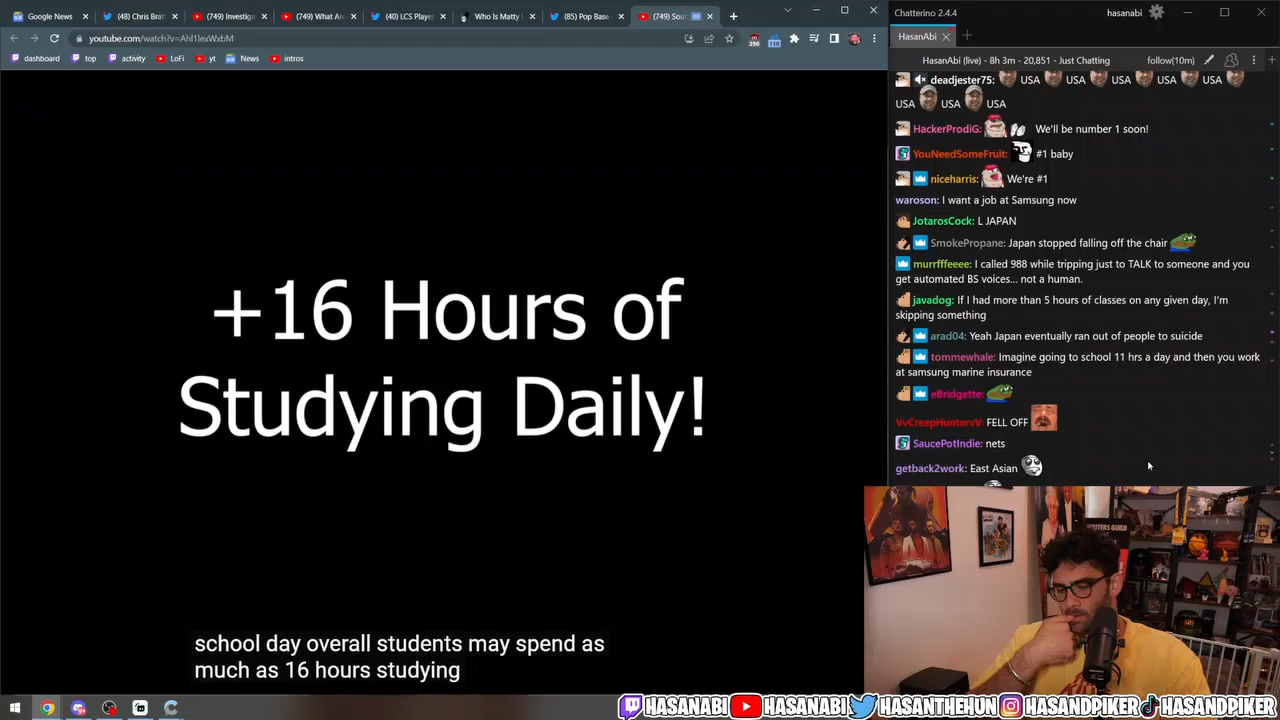 Google News
(48) Chris Bratt
(749) Investiga
(749) What An
(40) LCS Player
Who Is Matty
(85) Pop Base
(749) Sou
youtube.com/watch?v=AhI1IexWxbM
290
110
dashboard
top
activity
LoFi
yt
News
intros
+16 Hours of
Studying Daily!
school day overall students may spend as
much as 16 hours studying
Chatterino 2.4.4
hasanabi
HasanAbi
HasanAbi (live) - 8h 3m - 20,851 - Just Chatting
follow(10m)
deadjester75: USA USA USA USA USA
USA USA USA
HackerProdiG: We'll be number 1 soon!
YouNeedSomeFruit: #1 baby
niceharris: We're #1
waroson: I want a job at Samsung now
JotarosCock: L JAPAN
SmokePropane: Japan stopped falling off the chair
murrfffeeee: I called 988 while tripping just to TALK to someone and you
get automated BS voices... not a human.
javadog: If I had more than 5 hours of classes on any given day, I'm
skipping something
arad04: Yeah Japan eventually ran out of people to suicide
tommewhale: Imagine going to school 11 hrs a day and then you work
at samsung marine insurance
eBridgette:
VvCreepHuntervV: FELL OFF
SaucePotIndie: nets
getback2work: East Asian
HASANABI
HASANABI
HASANTHEHUN
HASANDPIKER
HASANDPIKER